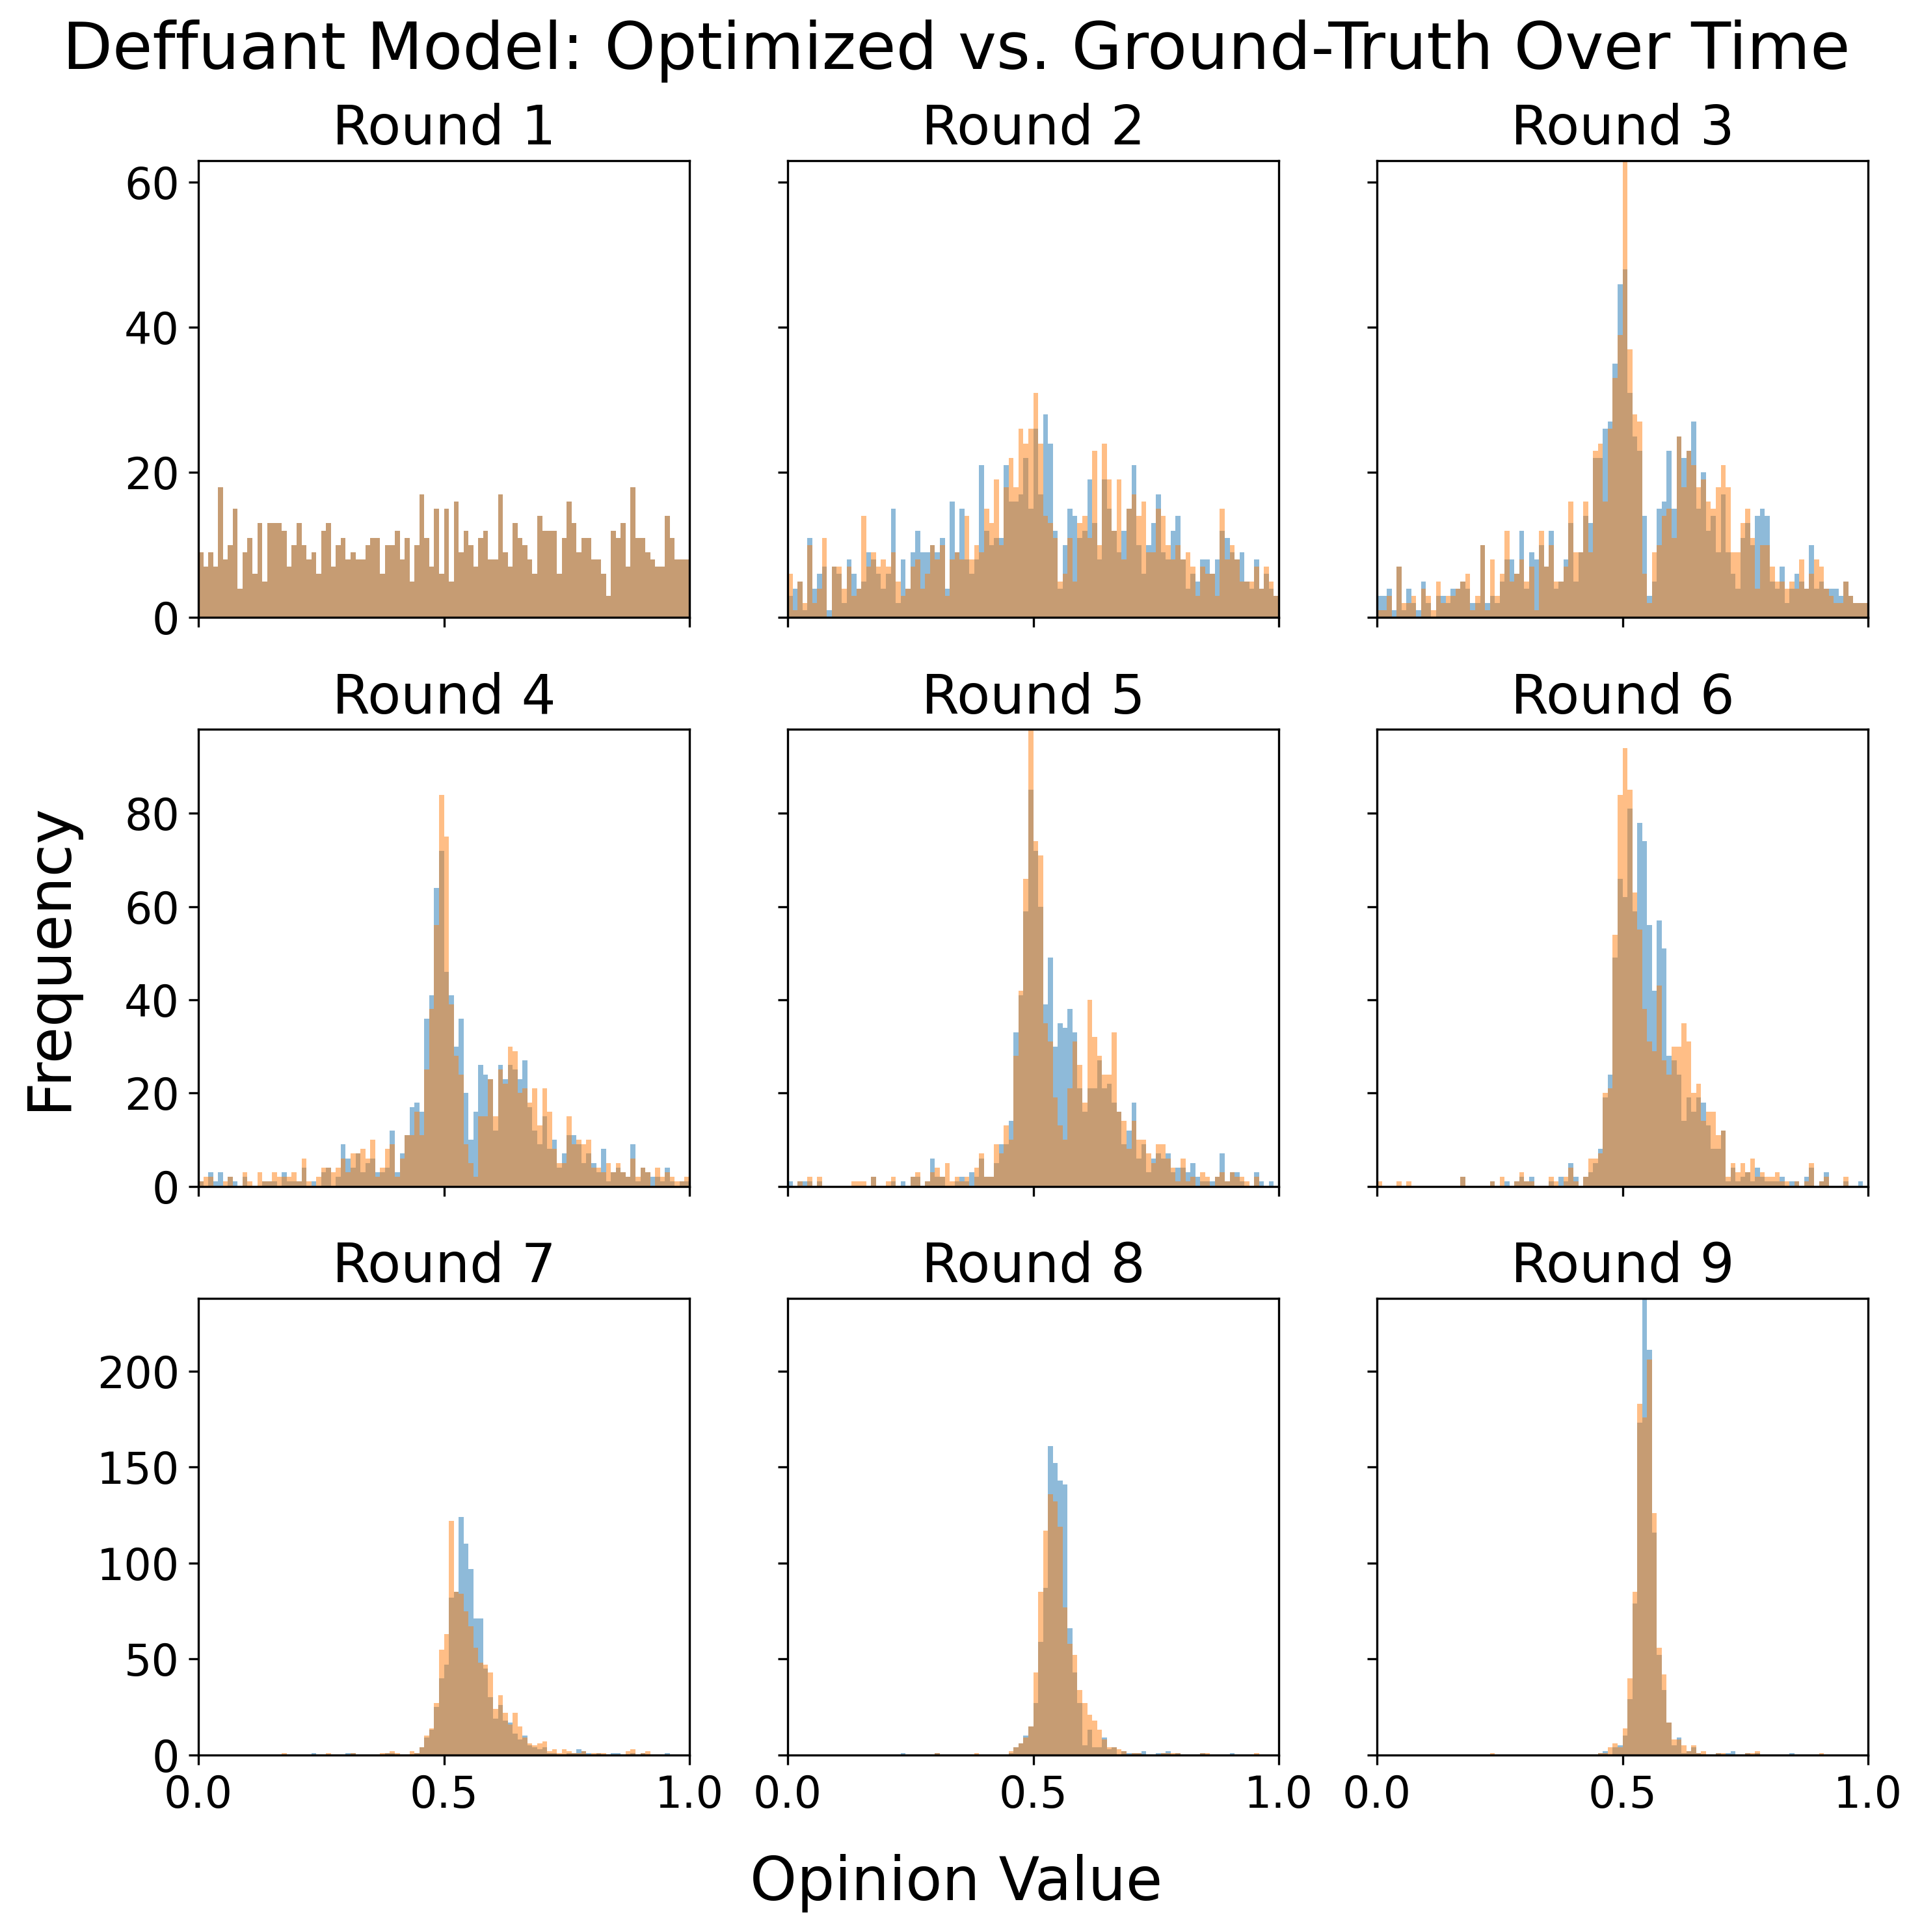 Deffuant Model: Optimized vs. Ground-Truth Over Time
Round 1
Round 2
Round 3
60
40
20
0
Round 4
Round 5
Round 6
80
60
40
20
0
Frequency
Round 7
Round 8
Round 9
200
150
100
50
0
0.0 0.5 1.0
0.0 0.5 1.0
0.0 0.5 1.0
Opinion Value